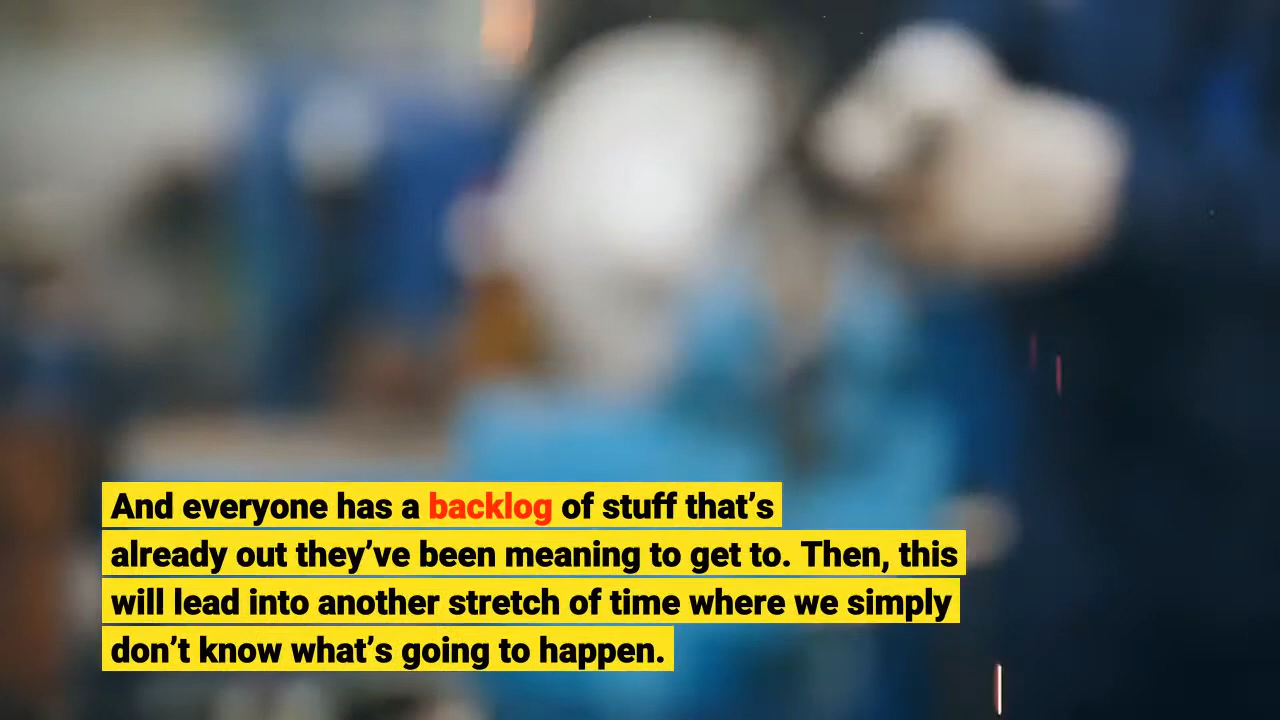 And everyone has a backlog of stuff that’s
already out they’ve been meaning to get to. Then, this
will lead into another stretch of time where we simply
don’t know what’s going to happen.